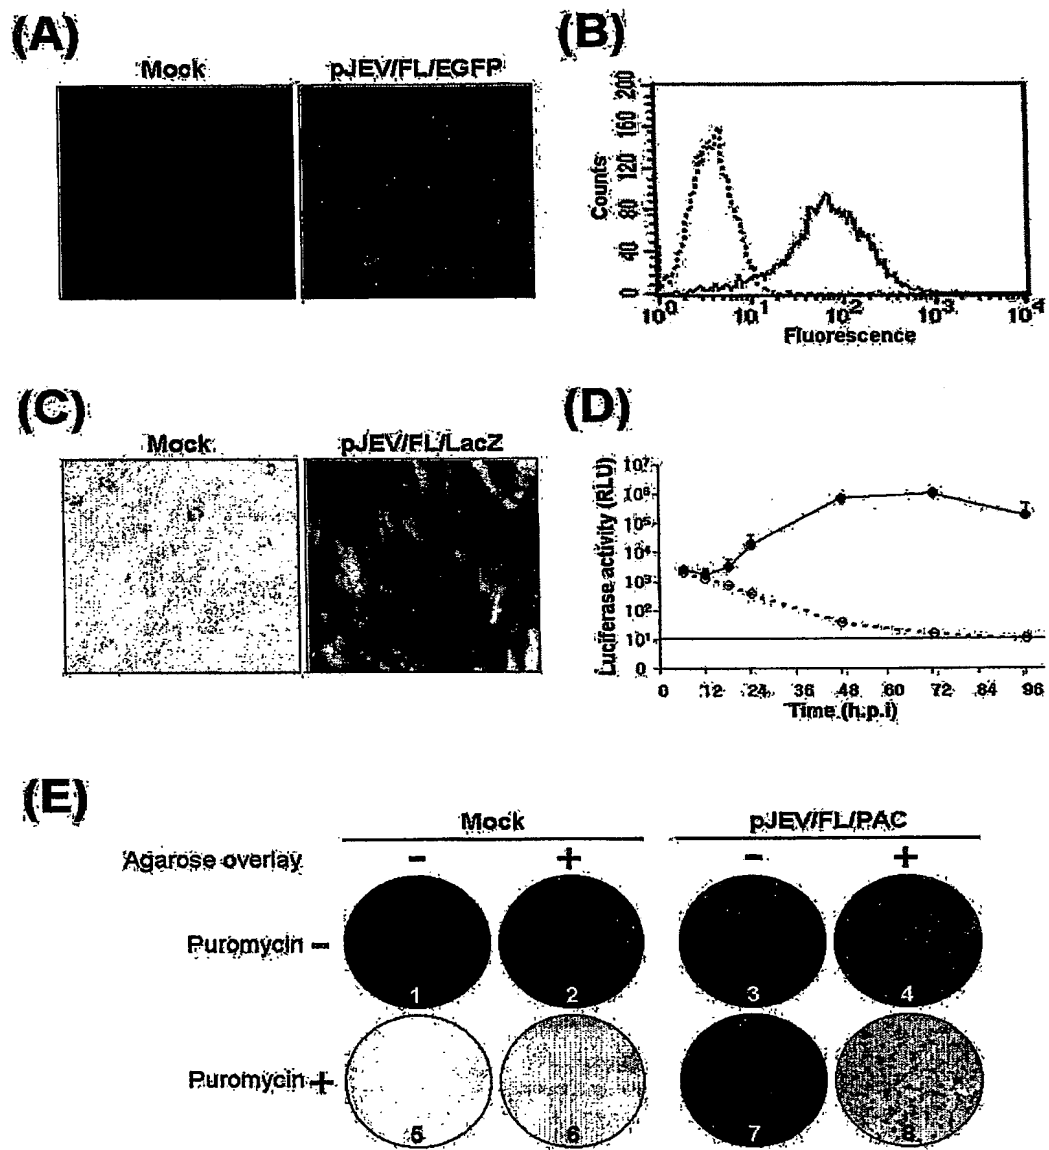 (A)
Mock
pJEV/FL/EGFP
(B)
Counts
200
160
120
80
40
0
10^0
10^1
10^2
10^3
10^4
Fluorescence
(C)
Mock
pJEV/FL/LacZ
(D)
Luciferase activity (RLU)
10^7
10^6
10^5
10^4
10^3
10^2
10^1
0
0 12 24 36 48 60 72 84 96
Time (h.p.i)
(E)
Mock
pJEV/FL/PAC
Agarose overlay
- + - +
Puromycin -
1 2 3 4
Puromycin +
5 6 7 8